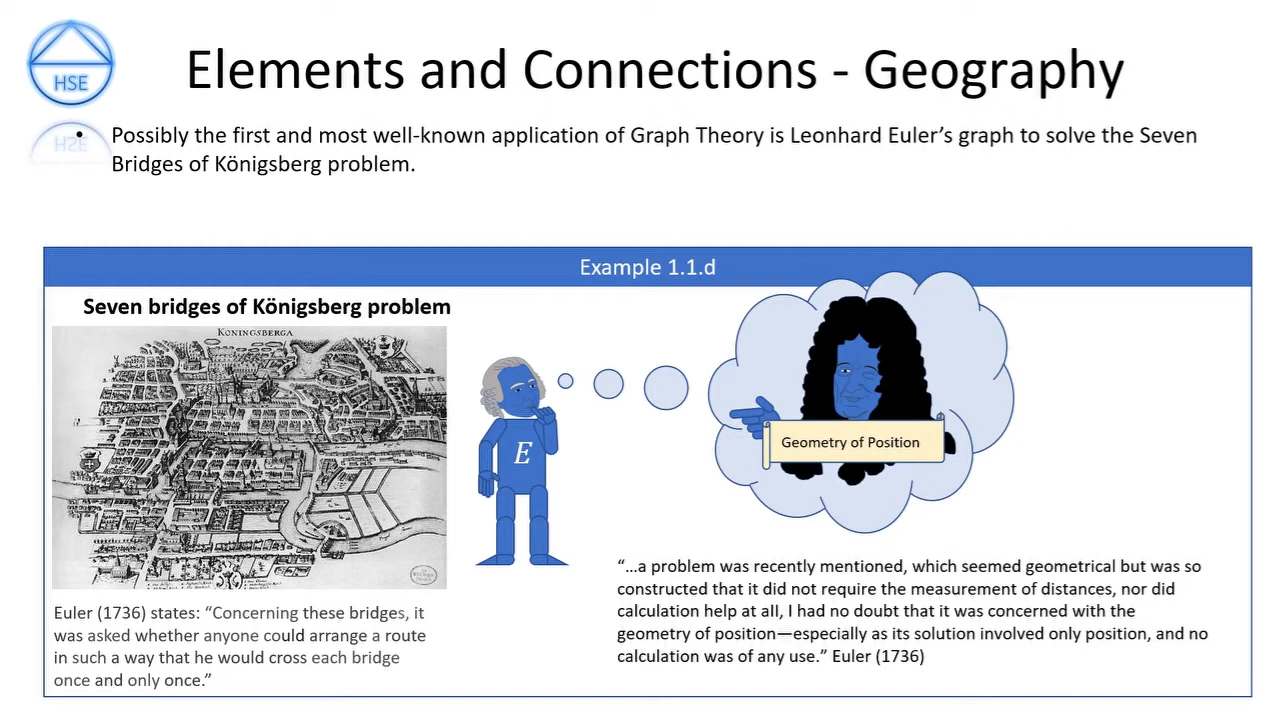 HSE
Elements and Connections - Geography
• Possibly the first and most well-known application of Graph Theory is Leonhard Euler’s graph to solve the Seven
Bridges of Königsberg problem.
Example 1.1.d
Seven bridges of Königsberg problem
KONINGSBERGA
E
Geometry of Position
Euler (1736) states: “Concerning these bridges, it
was asked whether anyone could arrange a route
in such a way that he would cross each bridge
once and only once.”
“…a problem was recently mentioned, which seemed geometrical but was so
constructed that it did not require the measurement of distances, nor did
calculation help at all, I had no doubt that it was concerned with the
geometry of position—especially as its solution involved only position, and no
calculation was of any use.” Euler (1736)